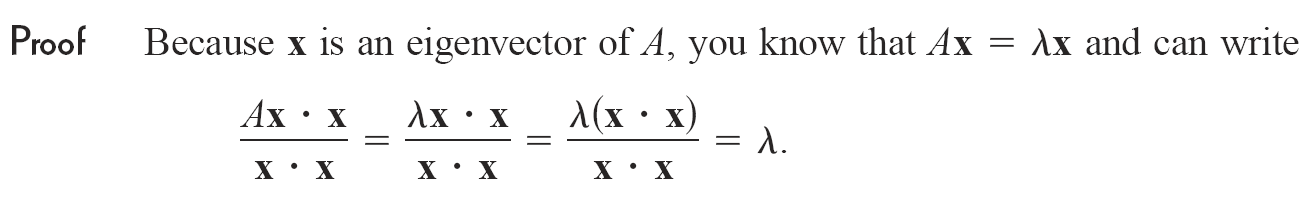 Proof Because x is an eigenvector of A, you know that Ax = λx and can write
Ax · x / x · x = λx · x / x · x = λ(x · x) / x · x = λ.